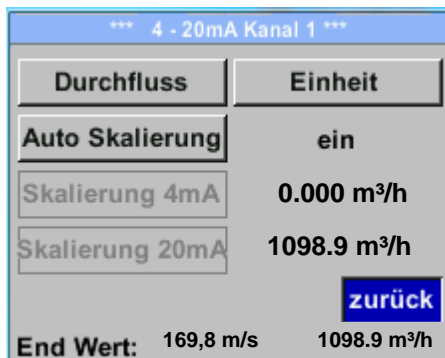 *** 4 - 20mA Kanal 1 ***
Durchfluss Einheit
Auto Skalierung ein
Skalierung 4mA 0.000 m³/h
Skalierung 20mA 1098.9 m³/h
zurück
End Wert: 169,8 m/s 1098.9 m³/h